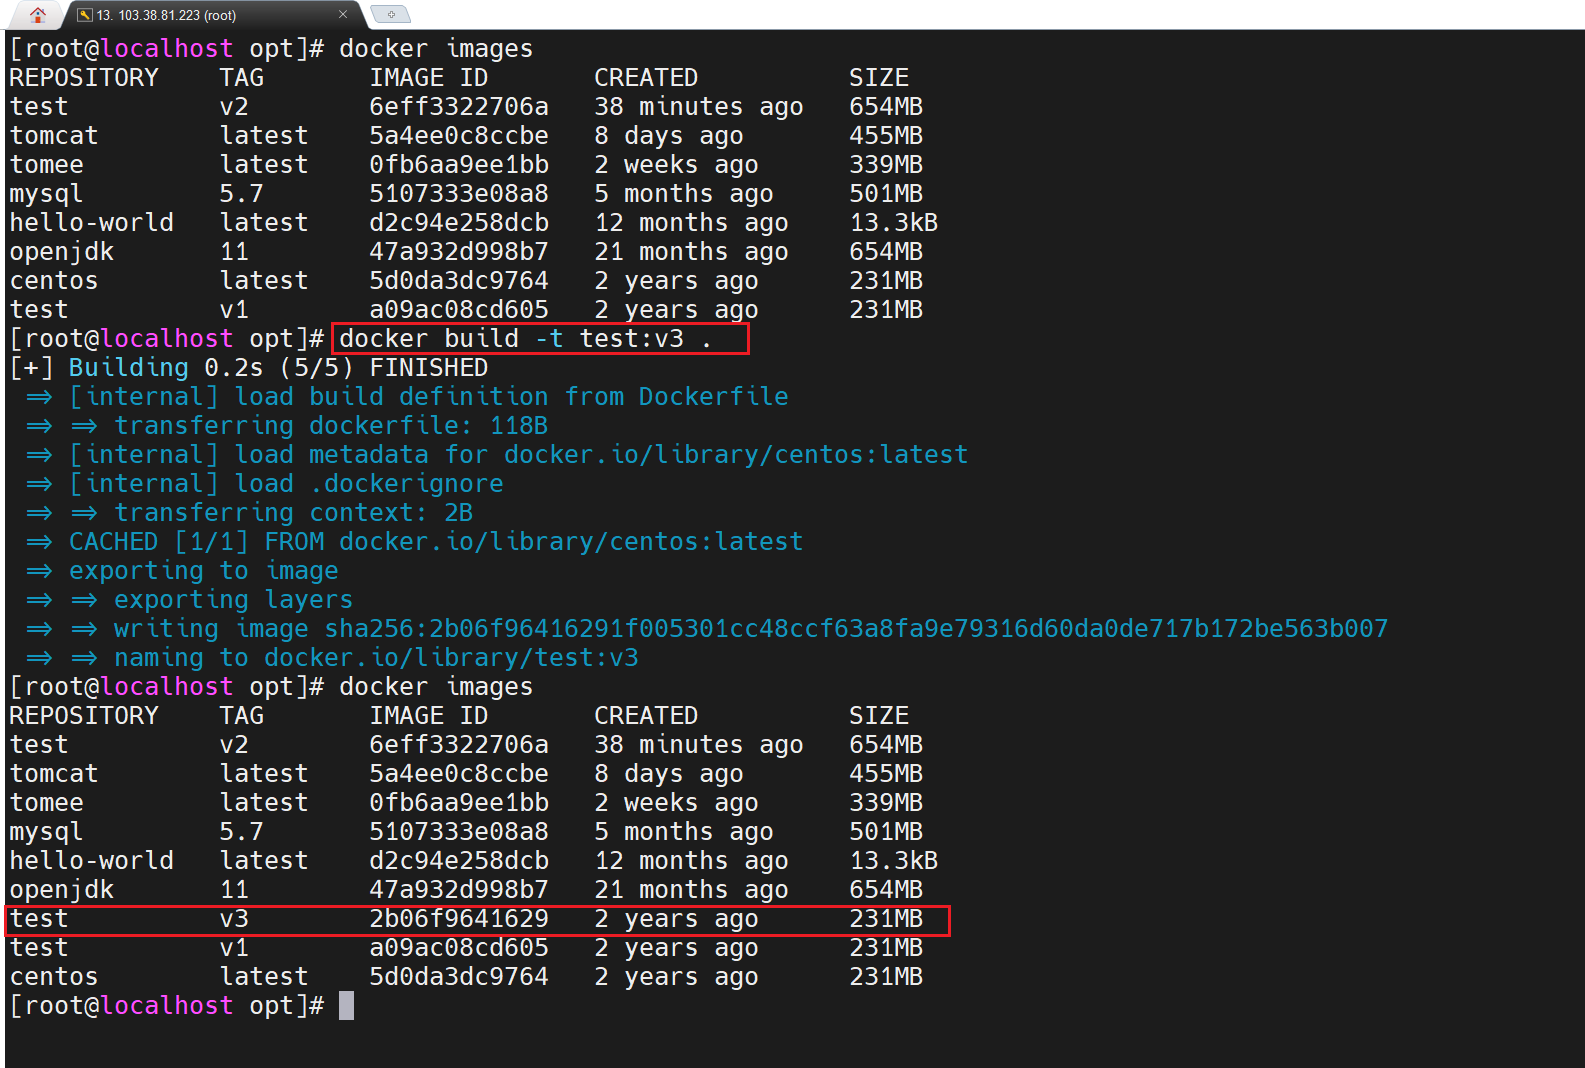 13. 103.38.81.223 (root)
[root@localhost opt]# docker images
REPOSITORY    TAG       IMAGE ID       CREATED          SIZE
test          v2        6eff3322706a   38 minutes ago   654MB
tomcat        latest    5a4ee0c8ccbe   8 days ago       455MB
tomee         latest    0fb6aa9ee1bb   2 weeks ago      339MB
mysql         5.7       5107333e08a8   5 months ago     501MB
hello-world   latest    d2c94e258dcb   12 months ago    13.3kB
openjdk       11        47a932d998b7   21 months ago    654MB
centos        latest    5d0da3dc9764   2 years ago      231MB
test          v1        a09ac08cd605   2 years ago      231MB
[root@localhost opt]# docker build -t test:v3 .
[+] Building 0.2s (5/5) FINISHED
 => [internal] load build definition from Dockerfile
 => => transferring dockerfile: 118B
 => [internal] load metadata for docker.io/library/centos:latest
 => [internal] load .dockerignore
 => => transferring context: 2B
 => CACHED [1/1] FROM docker.io/library/centos:latest
 => exporting to image
 => => exporting layers
 => => writing image sha256:2b06f96416291f005301cc48ccf63a8fa9e79316d60da0de717b172be563b007
 => => naming to docker.io/library/test:v3
[root@localhost opt]# docker images
REPOSITORY    TAG       IMAGE ID       CREATED          SIZE
test          v2        6eff3322706a   38 minutes ago   654MB
tomcat        latest    5a4ee0c8ccbe   8 days ago       455MB
tomee         latest    0fb6aa9ee1bb   2 weeks ago      339MB
mysql         5.7       5107333e08a8   5 months ago     501MB
hello-world   latest    d2c94e258dcb   12 months ago    13.3kB
openjdk       11        47a932d998b7   21 months ago    654MB
test          v3        2b06f9641629   2 years ago      231MB
test          v1        a09ac08cd605   2 years ago      231MB
centos        latest    5d0da3dc9764   2 years ago      231MB
[root@localhost opt]#